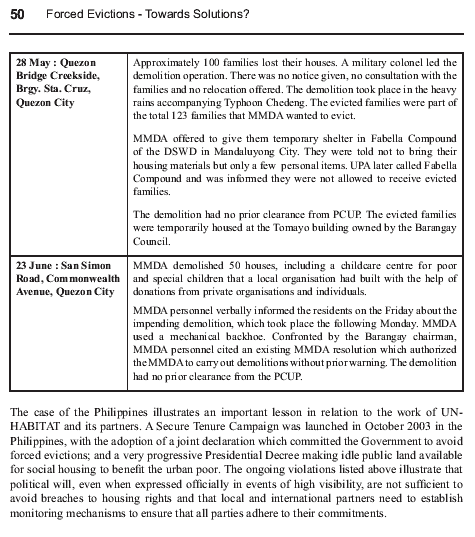 50 Forced Evictions - Towards Solutions?
28 May : Quezon
Bridge Creekside,
Brgy. Sta. Cruz,
Quezon City
Approximately 100 families lost their houses. A military colonel led the
demolition operation. There was no notice given, no consultation with the
families and no relocation offered. The demolition took place in the heavy
rains accompanying Typhoon Chedeng. The evicted families were part of
the total 123 families that MMDA wanted to evict.
MMDA offered to give them temporary shelter in Fabella Compound
of the DSWD in Mandaluyong City. They were told not to bring their
housing materials but only a few personal items. UPA later called Fabella
Compound and was informed they were not allowed to receive evicted
families.
The demolition had no prior clearance from PCUP. The evicted families
were temporarily housed at the Tomayo building owned by the Barangay
Council.
23 June : San Simon
Road, Commonwealth
Avenue, Quezon City
MMDA demolished 50 houses, including a childcare centre for poor
and special children that a local organisation had built with the help of
donations from private organisations and individuals.
MMDA personnel verbally informed the residents on the Friday about the
impending demolition, which took place the following Monday. MMDA
used a mechanical backhoe. Confronted by the Barangay chairman,
MMDA personnel cited an existing MMDA resolution which authorized
the MMDA to carry out demolitions without prior warning. The demolition
had no prior clearance from the PCUP.
The case of the Philippines illustrates an important lesson in relation to the work of UN-
HABITAT and its partners. A Secure Tenure Campaign was launched in October 2003 in the
Philippines, with the adoption of a joint declaration which committed the Government to avoid
forced evictions; and a very progressive Presidential Decree making idle public land available
for social housing to benefit the urban poor. The ongoing violations listed above illustrate that
political will, even when expressed officially in events of high visibility, are not sufficient to
avoid breaches to housing rights and that local and international partners need to establish
monitoring mechanisms to ensure that all parties adhere to their commitments.